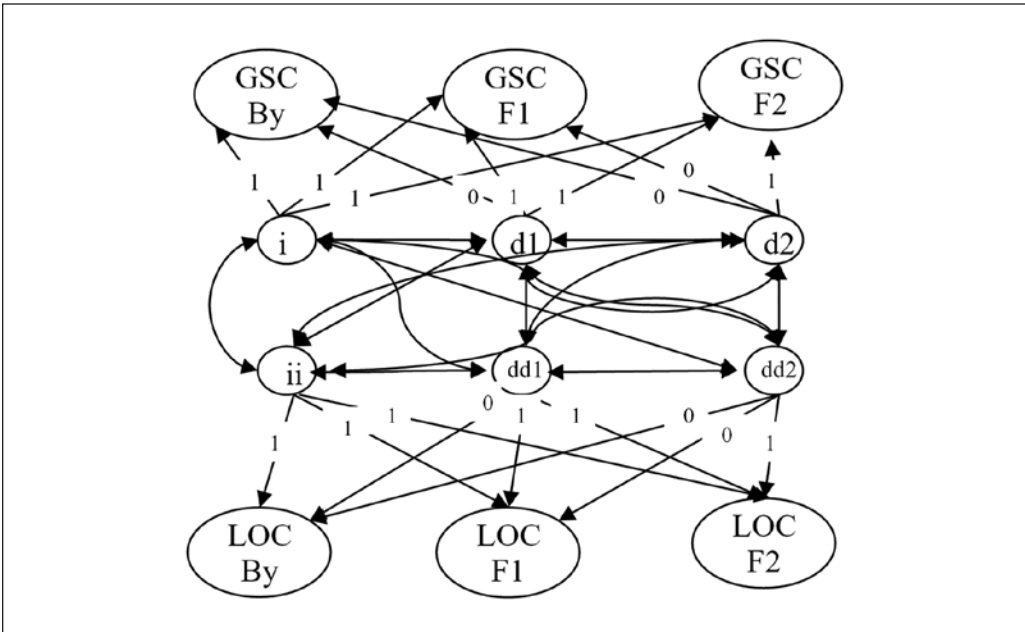 GSC GSC GSC
By F1 F2
1 1 1 0 1 1 0 0 1
i d1 d2
ii dd1 dd2
1 1 1 0 1 1 0 0 1
LOC LOC LOC
By F1 F2